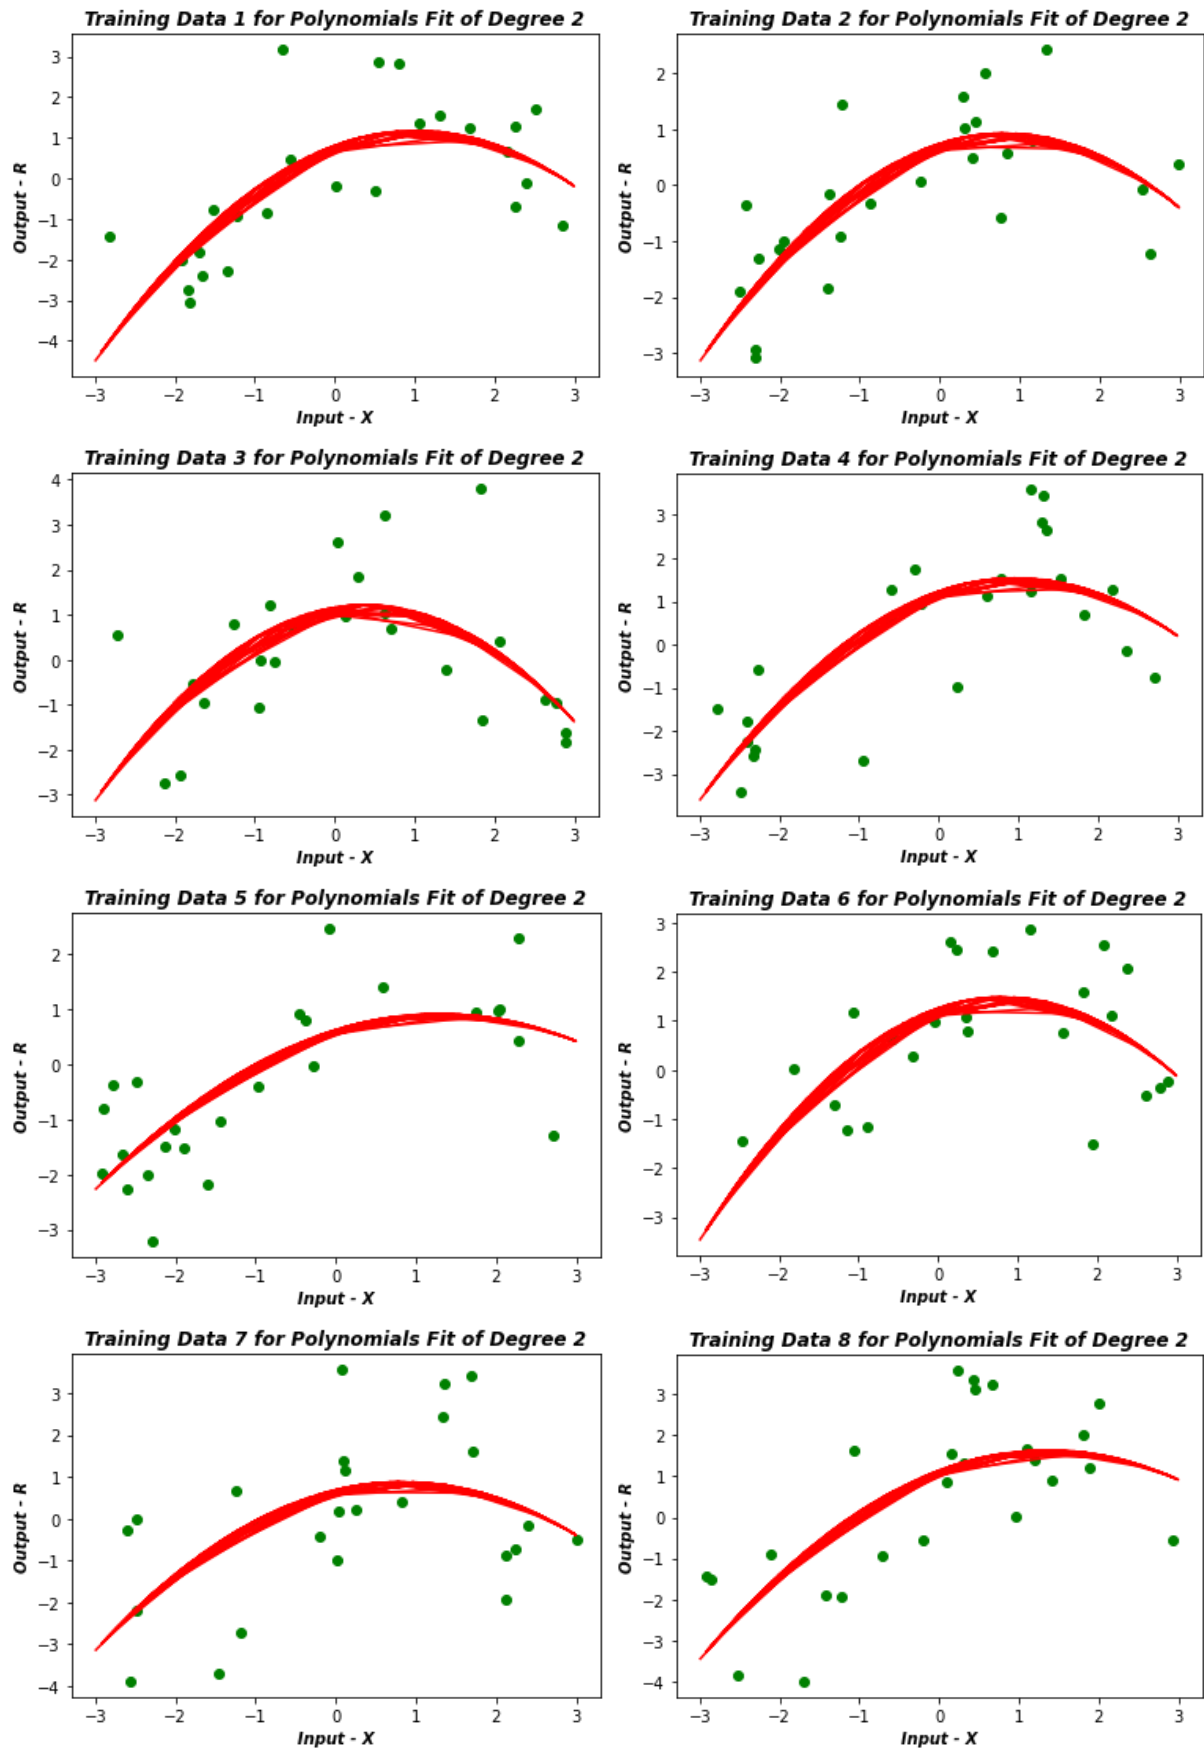 Training Data 1 for Polynomials Fit of Degree 2
Output - R
3
2
1
0
−1
−2
−3
−4
−3 −2 −1 0 1 2 3
Input - X
Training Data 2 for Polynomials Fit of Degree 2
Output - R
2
1
0
−1
−2
−3
−3 −2 −1 0 1 2 3
Input - X
Training Data 3 for Polynomials Fit of Degree 2
Output - R
4
3
2
1
0
−1
−2
−3
−3 −2 −1 0 1 2 3
Input - X
Training Data 4 for Polynomials Fit of Degree 2
Output - R
3
2
1
0
−1
−2
−3
−3 −2 −1 0 1 2 3
Input - X
Training Data 5 for Polynomials Fit of Degree 2
Output - R
2
1
0
−1
−2
−3
−3 −2 −1 0 1 2 3
Input - X
Training Data 6 for Polynomials Fit of Degree 2
Output - R
3
2
1
0
−1
−2
−3
−3 −2 −1 0 1 2 3
Input - X
Training Data 7 for Polynomials Fit of Degree 2
Output - R
3
2
1
0
−1
−2
−3
−4
−3 −2 −1 0 1 2 3
Input - X
Training Data 8 for Polynomials Fit of Degree 2
Output - R
3
2
1
0
−1
−2
−3
−4
−3 −2 −1 0 1 2 3
Input - X